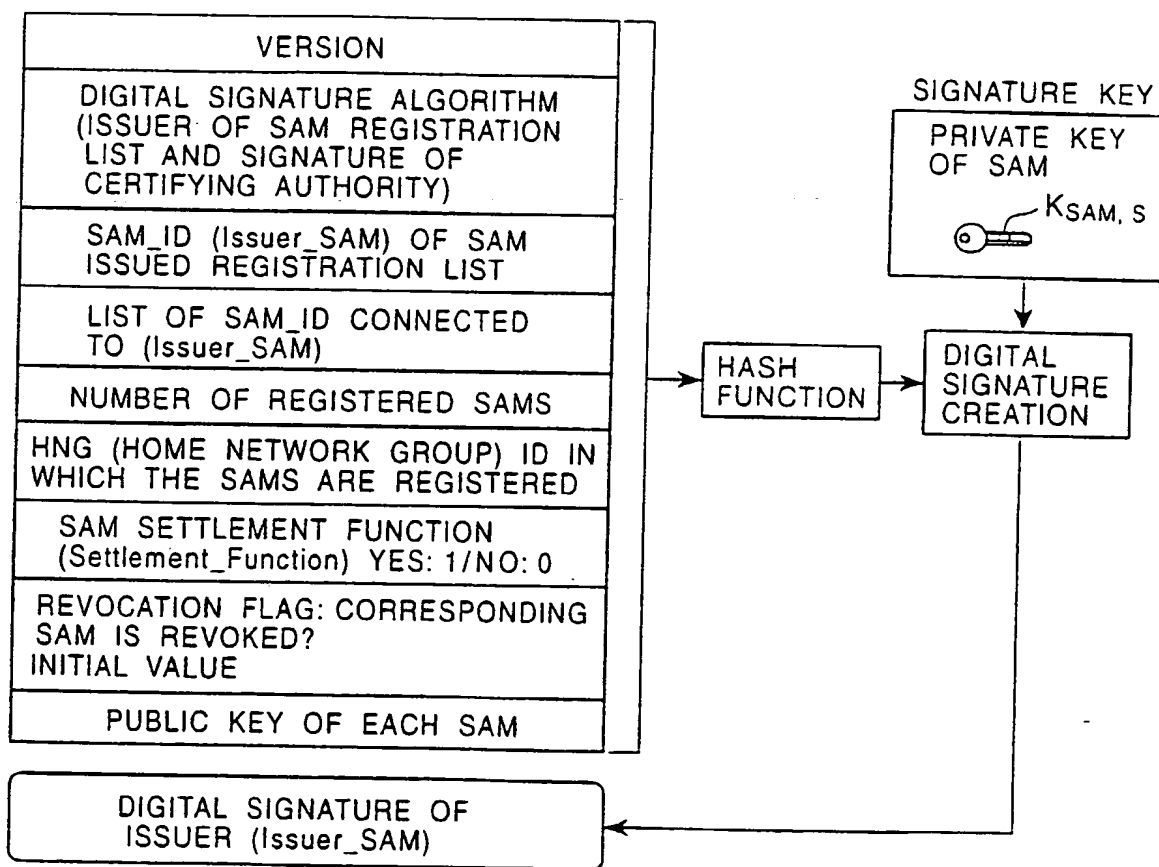 VERSION
DIGITAL SIGNATURE ALGORITHM
(ISSUER OF SAM REGISTRATION
LIST AND SIGNATURE OF
CERTIFYING AUTHORITY)
SAM_ID (Issuer_SAM) OF SAM
ISSUED REGISTRATION LIST
LIST OF SAM_ID CONNECTED
TO (Issuer_SAM)
NUMBER OF REGISTERED SAMS
HNG (HOME NETWORK GROUP) ID IN
WHICH THE SAMS ARE REGISTERED
SAM SETTLEMENT FUNCTION
(Settlement_Function) YES: 1/NO: 0
REVOCATION FLAG: CORRESPONDING
SAM IS REVOKED?
INITIAL VALUE
PUBLIC KEY OF EACH SAM
HASH
FUNCTION
SIGNATURE KEY
PRIVATE KEY
OF SAM
KSAM, S
DIGITAL
SIGNATURE
CREATION
DIGITAL SIGNATURE OF
ISSUER (Issuer_SAM)